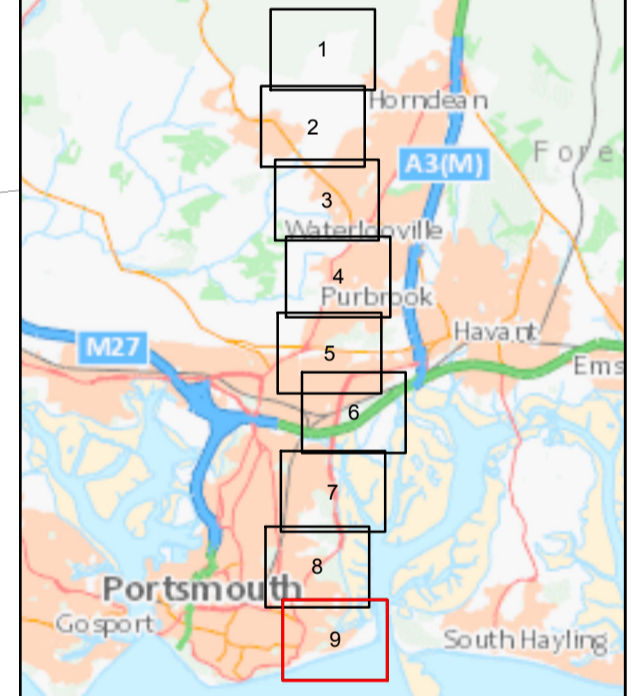 1
Horndean
2
Fore
A3(M)
3
Waterlooville
4
Purbrook
Havant
M27
5
Ems
6
7
8
Portsmouth
Gosport
9
South Hayling